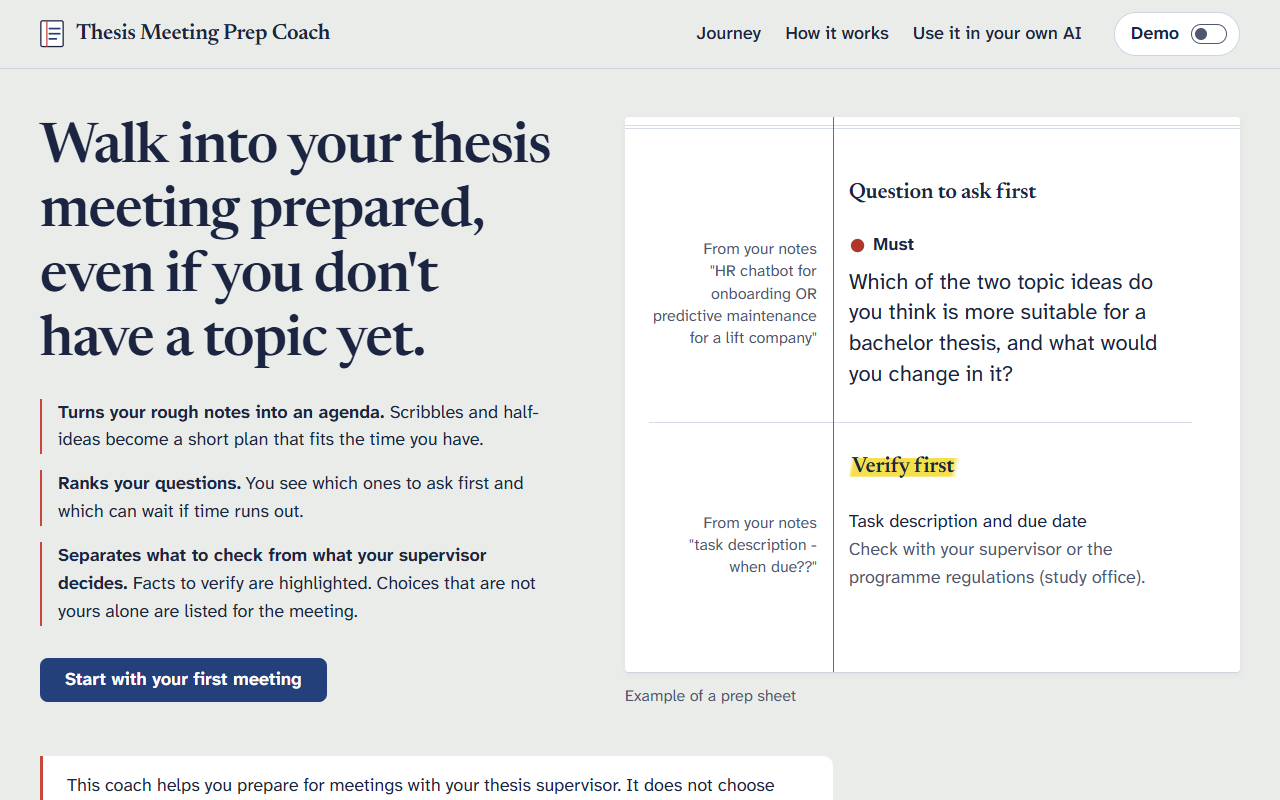 Thesis Meeting Prep Coach
Journey
How it works
Use it in your own AI
Demo
Walk into your thesis
meeting prepared,
even if you don't
have a topic yet.
Turns your rough notes into an agenda. Scribbles and half-
ideas become a short plan that fits the time you have.
Ranks your questions. You see which ones to ask first and
which can wait if time runs out.
Separates what to check from what your supervisor
decides. Facts to verify are highlighted. Choices that are not
yours alone are listed for the meeting.
Start with your first meeting
Question to ask first
From your notes
"HR chatbot for
onboarding OR
predictive maintenance
for a lift company"
Must
Which of the two topic ideas do
you think is more suitable for a
bachelor thesis, and what would
you change in it?
Verify first
From your notes
"task description -
when due??"
Task description and due date
Check with your supervisor or the
programme regulations (study office).
Example of a prep sheet
This coach helps you prepare for meetings with your thesis supervisor. It does not choose